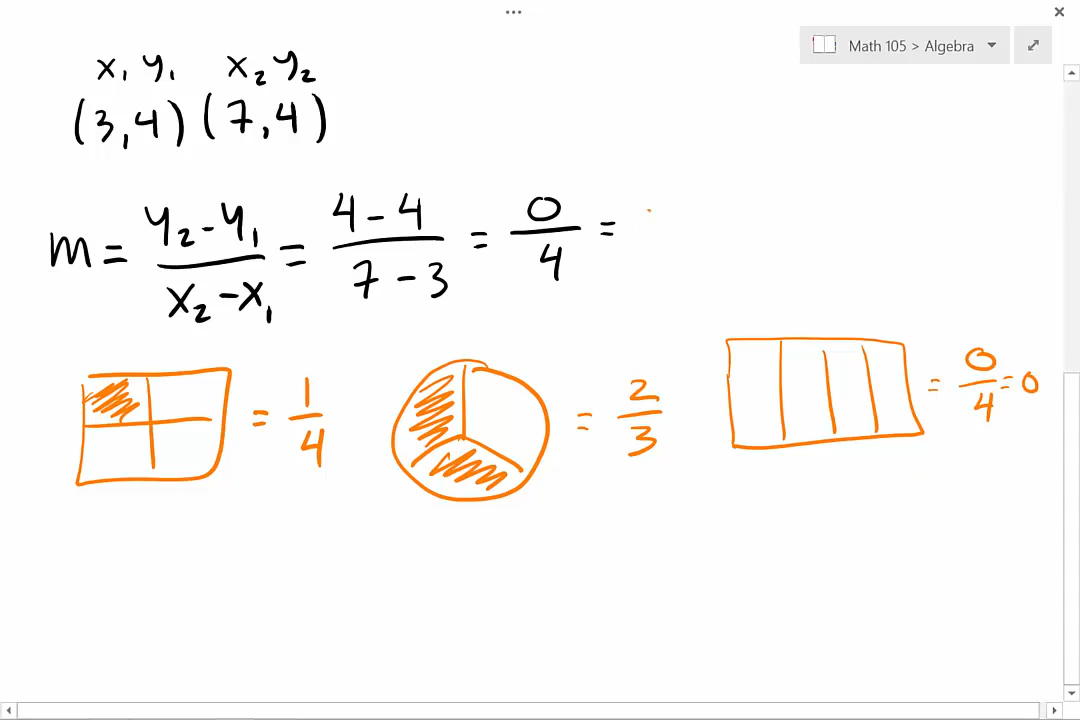 Math 105 > Algebra
x₁ y₁ x₂ y₂
(3,4) (7,4)
m = y₂-y₁/x₂-x₁ = 4-4/7-3 = 0/4 =
= 1/4 = 2/3 = 0/4 = 0